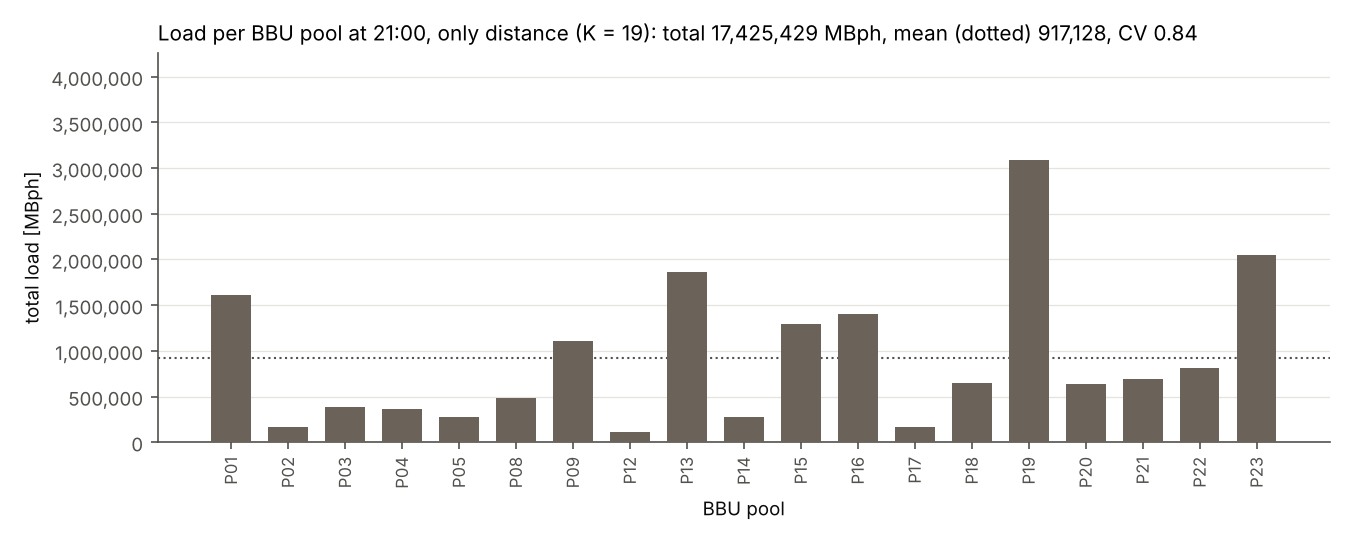 Load per BBU pool at 21:00, only distance (K = 19): total 17,425,429 MBph, mean (dotted) 917,128, CV 0.84
total load [MBph]
4,000,000
3,500,000
3,000,000
2,500,000
2,000,000
1,500,000
1,000,000
500,000
0
P01 P02 P03 P04 P05 P08 P09 P12 P13 P14 P15 P16 P17 P18 P19 P20 P21 P22 P23
BBU pool